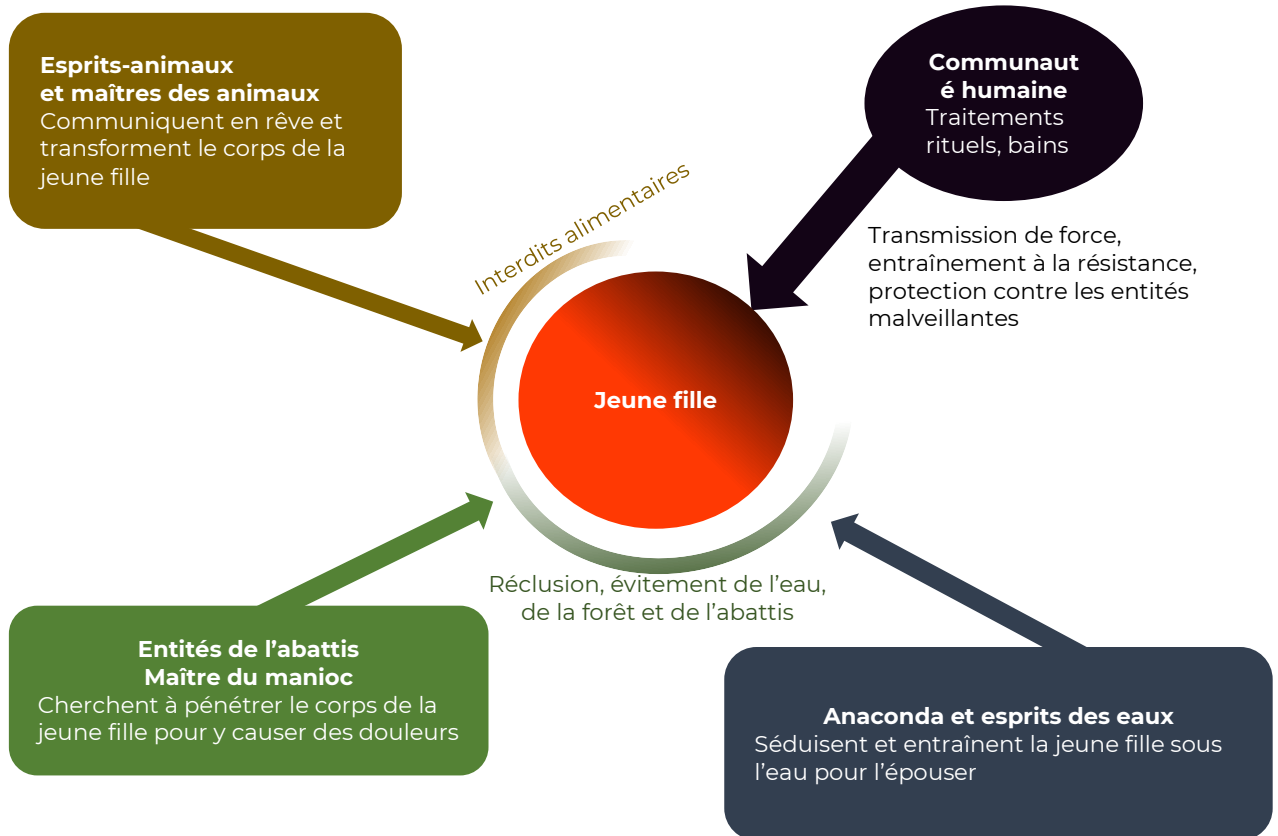 Esprits-animaux
et maîtres des animaux
Communiquent en rêve et
transforment le corps de la
jeune fille
Communaut
é humaine
Traitements
rituels, bains
Interdits alimentaires
Transmission de force,
entraînement à la résistance,
protection contre les entités
malveillantes
Jeune fille
Réclusion, évitement de l’eau,
de la forêt et de l’abattis
Entités de l’abattis
Maître du manioc
Cherchent à pénétrer le corps de la
jeune fille pour y causer des douleurs
Anaconda et esprits des eaux
Séduisent et entraînent la jeune fille sous
l’eau pour l’épouser